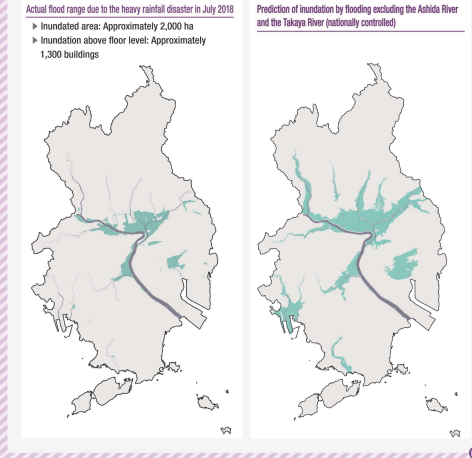 Actual flood range due to the heavy rainfall disaster in July 2018
▶ Inundated area: Approximately 2,000 ha
▶ Inundation above floor level: Approximately
1,300 buildings
Prediction of inundation by flooding excluding the Ashida River
and the Takaya River (nationally controlled)